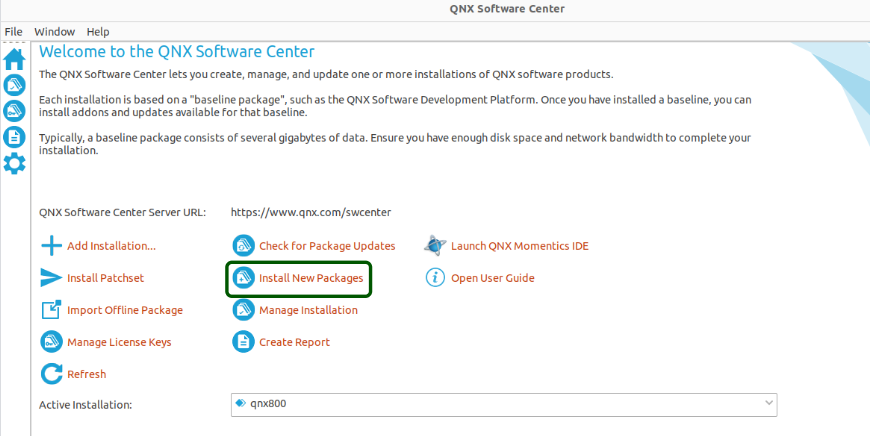 QNX Software Center
File Window Help
Welcome to the QNX Software Center
The QNX Software Center lets you create, manage, and update one or more installations of QNX software products.
Each installation is based on a "baseline package", such as the QNX Software Development Platform. Once you have installed a baseline, you can
install addons and updates available for that baseline.
Typically, a baseline package consists of several gigabytes of data. Ensure you have enough disk space and network bandwidth to complete your
installation.
QNX Software Center Server URL: https://www.qnx.com/swcenter
Add Installation... Check for Package Updates Launch QNX Momentics IDE
Install Patchset Install New Packages Open User Guide
Import Offline Package Manage Installation
Manage License Keys Create Report
Refresh
Active Installation: qnx800